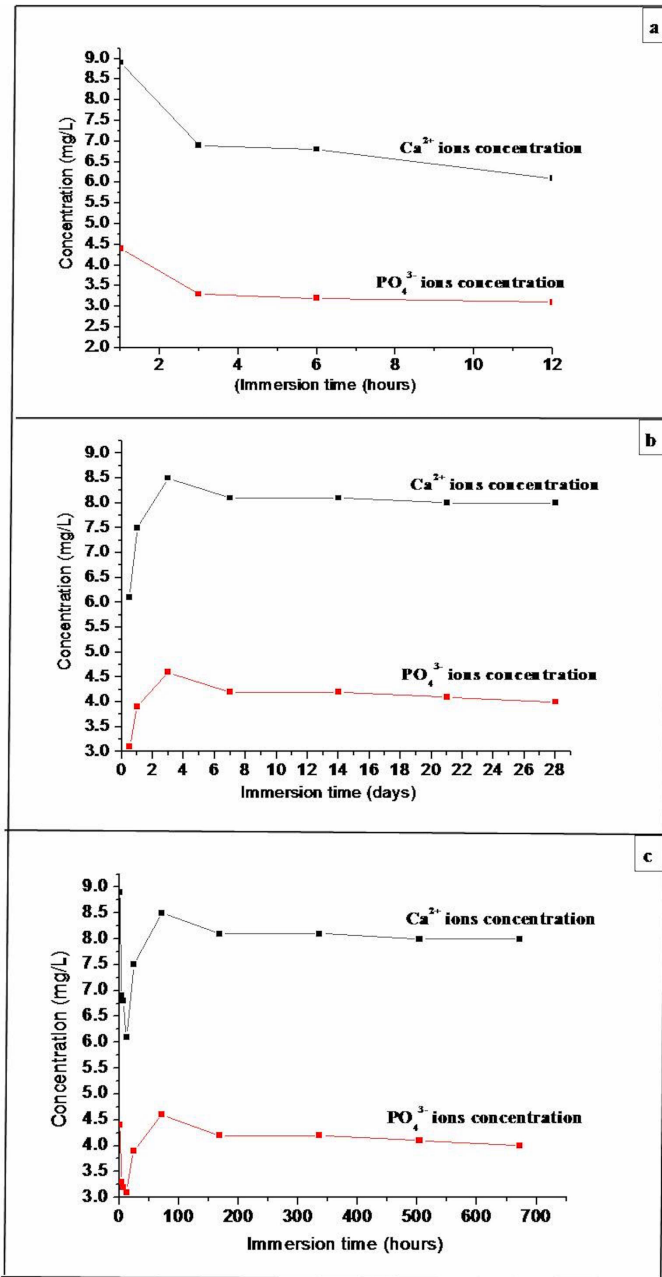 a
9.0
8.5
8.0
7.5
7.0
6.5
6.0
5.5
5.0
4.5
4.0
3.5
3.0
2.5
2.0
Concentration (mg/L)
Ca²⁺ ions concentration
PO₄³⁻ ions concentration
2 4 6 8 10 12
(Immersion time (hours)
b
9.0
8.5
8.0
7.5
7.0
6.5
6.0
5.5
5.0
4.5
4.0
3.5
3.0
Concentration (mg/L)
Ca²⁺ ions concentration
PO₄³⁻ ions concentration
0 2 4 6 8 10 12 14 16 18 20 22 24 26 28
Immersion time (days)
c
9.0
8.5
8.0
7.5
7.0
6.5
6.0
5.5
5.0
4.5
4.0
3.5
3.0
Concentration (mg/L)
Ca²⁺ ions concentration
PO₄³⁻ ions concentration
0 100 200 300 400 500 600 700
Immersion time (hours)